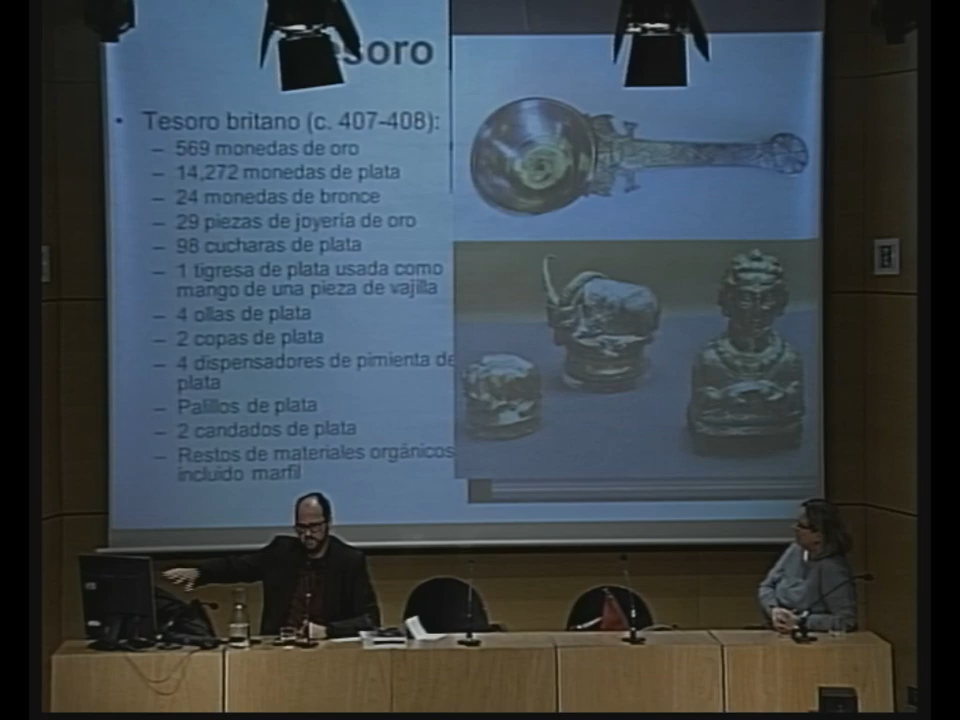 soro
• Tesoro britano (c. 407-408):
– 569 monedas de oro
– 14,272 monedas de plata
– 24 monedas de bronce
– 29 piezas de joyería de oro
– 98 cucharas de plata
– 1 tigresa de plata usada como
mango de una pieza de vajilla
– 4 ollas de plata
– 2 copas de plata
– 4 dispensadores de pimienta de
plata
– Palillos de plata
– 2 candados de plata
– Restos de materiales orgánicos
incluido marfil